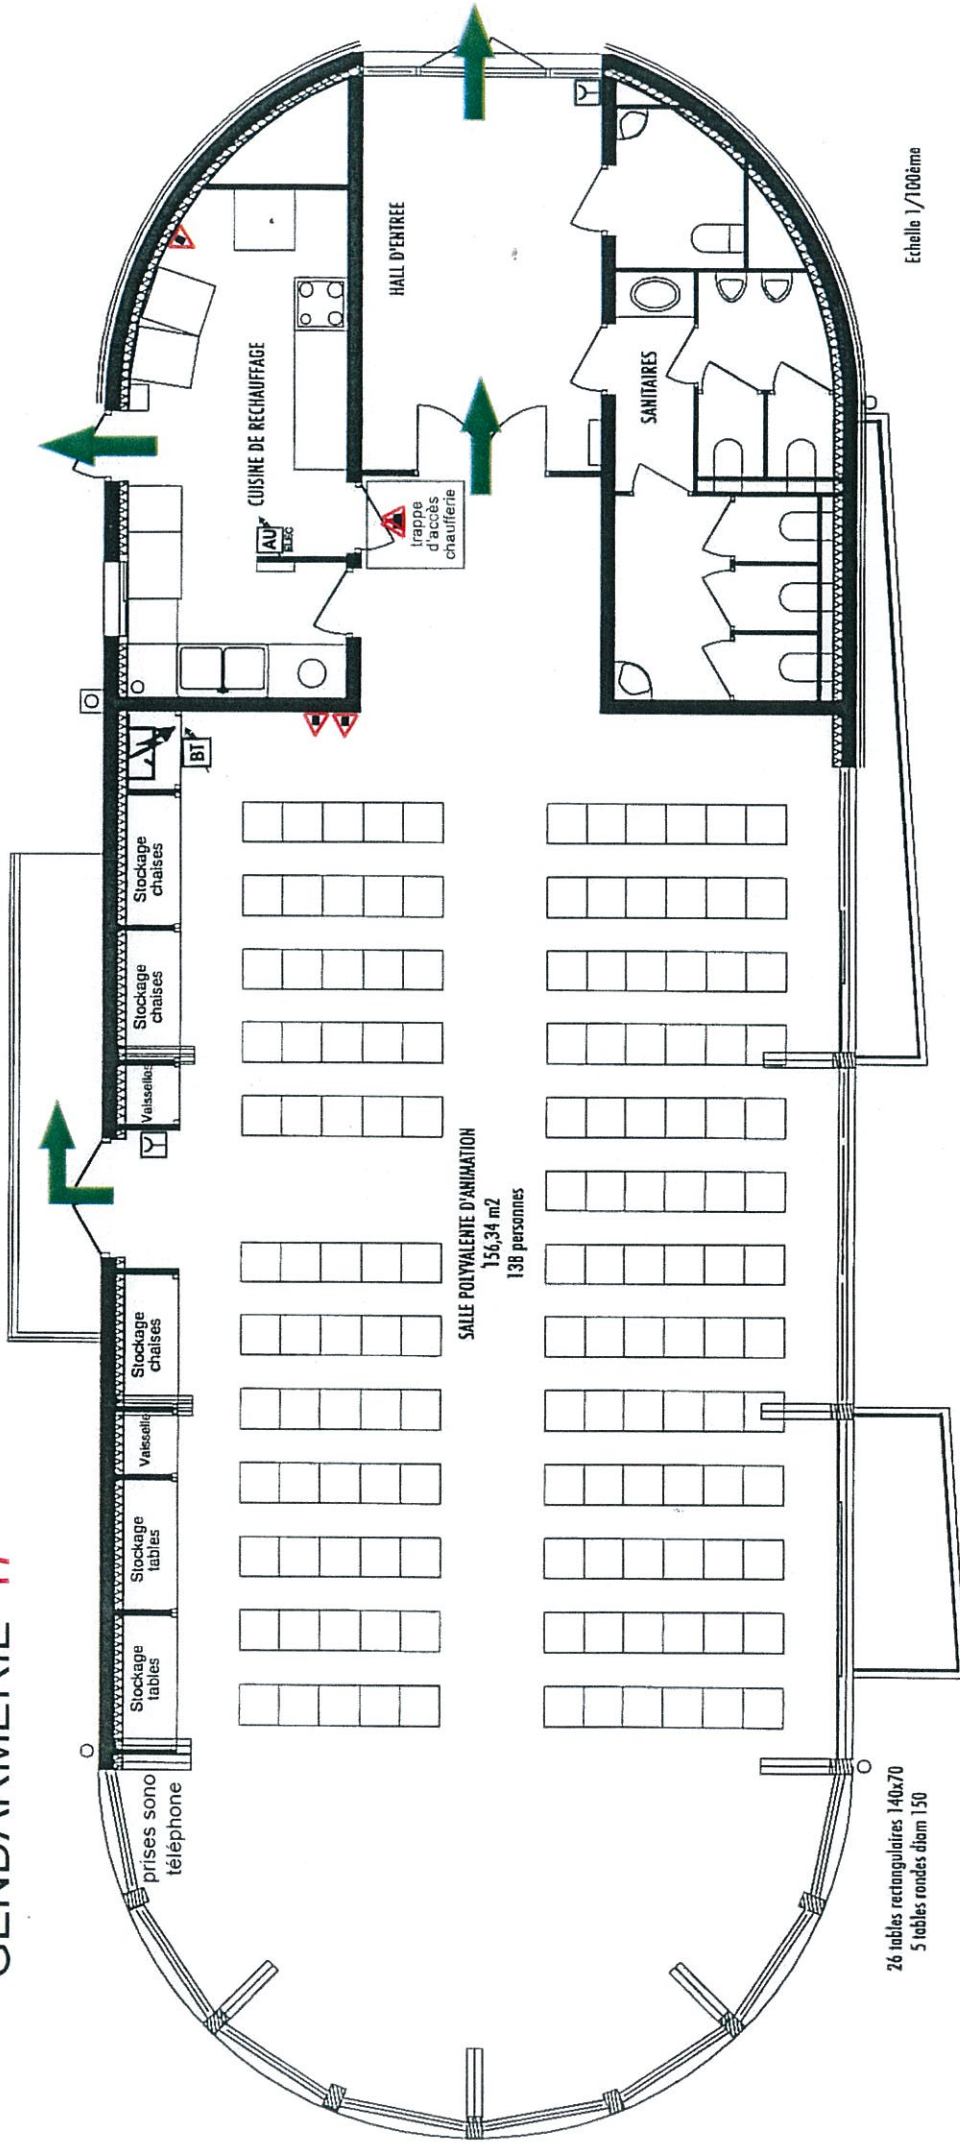 GENDARMERIE 17
prises sono
téléphone
Stockage
tables
Stockage
tables
Vaisselle
Stockage
chaises
Vaisselles
Stockage
chaises
Stockage
chaises
BT
SALLE POLYVALENTE D'ANIMATION
156,34 m2
138 personnes
CUISINE DE RECHAUFFAGE
AU
ELEC
trappe
d'accès
chaufferie
HALL D'ENTREE
SANITAIRES
26 tables rectangulaires 140x70
5 tables rondes diam 150
Echelle 1/100ème